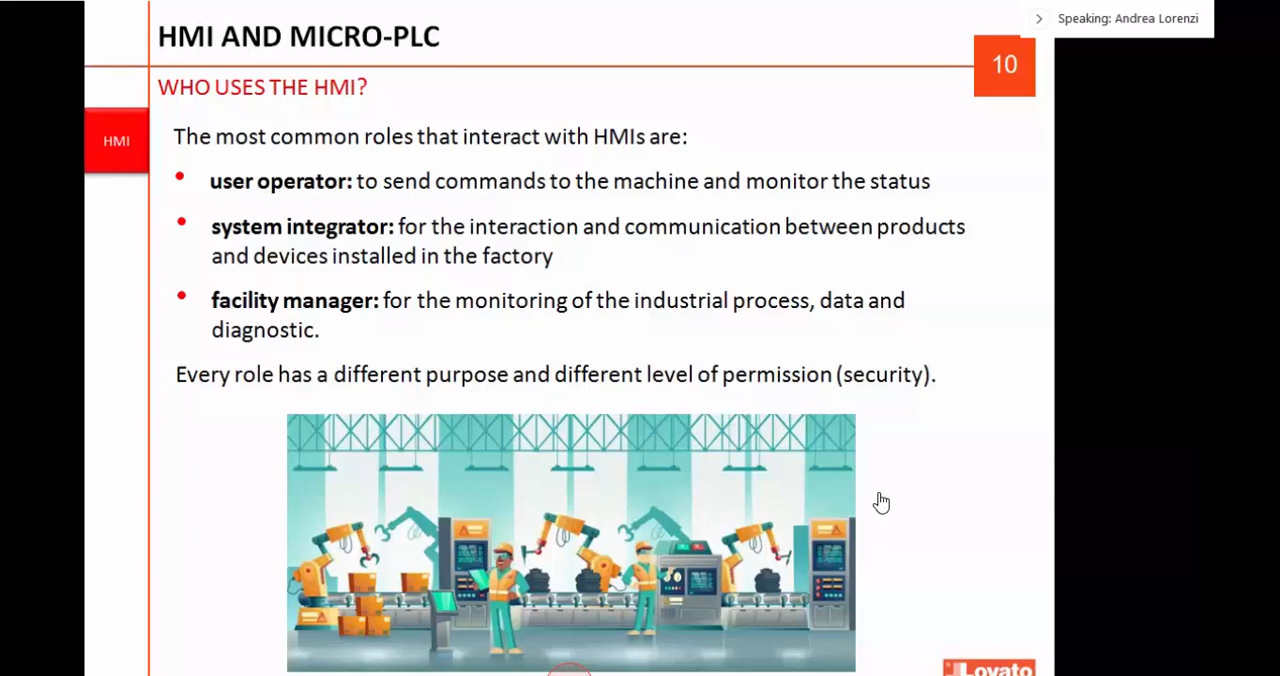 Speaking: Andrea Lorenzi
HMI AND MICRO-PLC
10
WHO USES THE HMI?
HMI
The most common roles that interact with HMIs are:
• user operator: to send commands to the machine and monitor the status
• system integrator: for the interaction and communication between products
and devices installed in the factory
• facility manager: for the monitoring of the industrial process, data and
diagnostic.
Every role has a different purpose and different level of permission (security).
Lovato